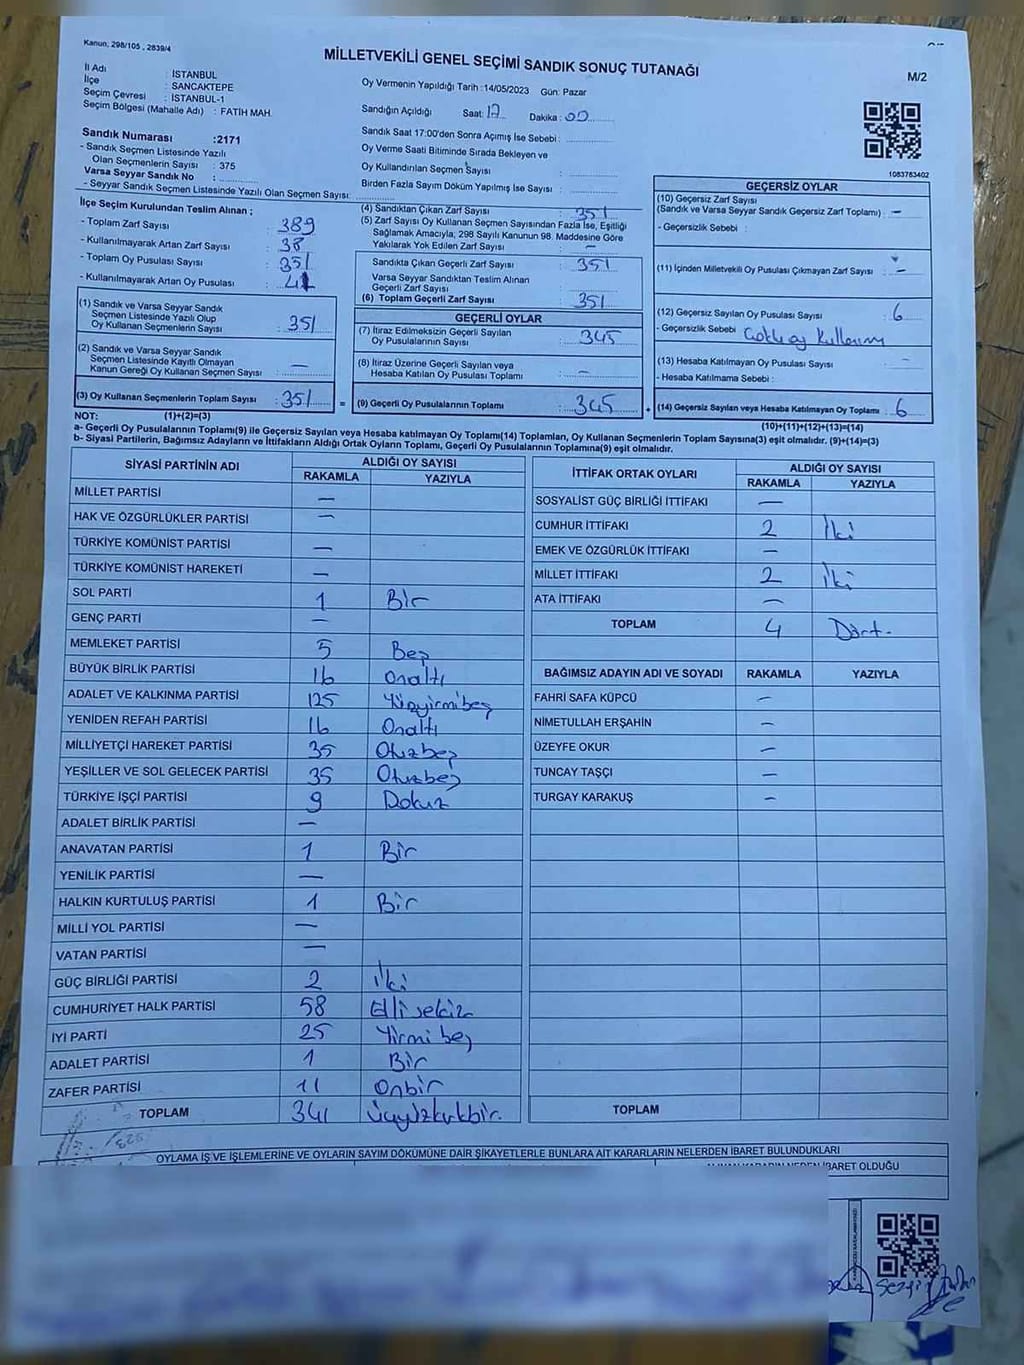 Kanun; 298/105 , 2839/4
MİLLETVEKİLİ GENEL SEÇİMİ SANDIK SONUÇ TUTANAĞI
M/2
İl Adı : İSTANBUL
İlçe : SANCAKTEPE
Seçim Çevresi : İSTANBUL-1
Seçim Bölgesi (Mahalle Adı) : FATİH MAH.
Sandık Numarası :2171
- Sandık Seçmen Listesinde Yazılı
Olan Seçmenlerin Sayısı : 375
Varsa Seyyar Sandık No :
- Seyyar Sandık Seçmen Listesinde Yazılı Olan Seçmen Sayısı:
Oy Vermenin Yapıldığı Tarih :14/05/2023 Gün: Pazar
Sandığın Açıldığı Saat: 17 Dakika : 00
Sandık Saat 17:00'den Sonra Açımış İse Sebebi :
Oy Verme Saati Bitiminde Sırada Bekleyen ve
Oy Kullandırılan Seçmen Sayısı :
Birden Fazla Sayım Döküm Yapılmış İse Sayısı :
1083783402
İlçe Seçim Kurulundan Teslim Alınan ;
- Toplam Zarf Sayısı : 389
- Kullanılmayarak Artan Zarf Sayısı : 38
- Toplam Oy Pusulası Sayısı : 351
- Kullanılmayarak Artan Oy Pusulası :
(1) Sandık ve Varsa Seyyar Sandık
Seçmen Listesinde Yazılı Olup
Oy Kullanan Seçmenlerin Sayısı : 351
(2) Sandık ve Varsa Seyyar Sandık
Seçmen Listesinde Kayıtlı Olmayan
Kanun Gereği Oy Kullanan Seçmen Sayısı : —
(3) Oy Kullanan Seçmenlerin Toplam Sayısı : 351 =
(4) Sandıktan Çıkan Zarf Sayısı : 351
(5) Zarf Sayısı Oy Kullanan Seçmen Sayısından Fazla İse, Eşitliği
Sağlamak Amacıyla; 298 Sayılı Kanunun 98. Maddesine Göre
Yakılarak Yok Edilen Zarf Sayısı : —
Sandıkta Çıkan Geçerli Zarf Sayısı : 351
Varsa Seyyar Sandıktan Teslim Alınan
Geçerli Zarf Sayısı :
(6) Toplam Geçerli Zarf Sayısı : 351
GEÇERLİ OYLAR
(7) İtiraz Edilmeksizin Geçerli Sayılan
Oy Pusulalarının Sayısı : 345
(8) İtiraz Üzerine Geçerli Sayılan veya
Hesaba Katılan Oy Pusulası Toplamı : —
(9) Geçerli Oy Pusulalarının Toplamı : 345 +
GEÇERSİZ OYLAR
(10) Geçersiz Zarf Sayısı
(Sandık ve Varsa Seyyar Sandık Geçersiz Zarf Toplamı) : —
- Geçersizlik Sebebi :
(11) İçinden Milletvekili Oy Pusulası Çıkmayan Zarf Sayısı : —
(12) Geçersiz Sayılan Oy Pusulası Sayısı : 6
- Geçersizlik Sebebi
(13) Hesaba Katılmayan Oy Pusulası Sayısı : —
- Hesaba Katılmama Sebebi :
(14) Geçersiz Sayılan veya Hesaba Katılmayan Oy Toplamı : 6
NOT: (1)+(2)=(3) (10)+(11)+(12)+(13)=(14)
a- Geçerli Oy Pusulalarının Toplamı(9) ile Geçersiz Sayılan veya Hesaba katılmayan Oy Toplamı(14) Toplamları, Oy Kullanan Seçmenlerin Toplam Sayısına(3) eşit olmalıdır. (9)+(14)=(3)
b- Siyasi Partilerin, Bağımsız Adayların ve İttifakların Aldığı Ortak Oyların Toplamı, Geçerli Oy Pusulalarının Toplamına(9) eşit olmalıdır.
SİYASİ PARTİNİN ADI ALDIĞI OY SAYISI
RAKAMLA YAZIYLA
MİLLET PARTİSİ —
HAK VE ÖZGÜRLÜKLER PARTİSİ —
TÜRKİYE KOMÜNİST PARTİSİ —
TÜRKİYE KOMÜNİST HAREKETİ —
SOL PARTİ 1 Bir
GENÇ PARTİ —
MEMLEKET PARTİSİ 5 Beş
BÜYÜK BİRLİK PARTİSİ 16 Onaltı
ADALET VE KALKINMA PARTİSİ 125 Yüzyirmibeş
YENİDEN REFAH PARTİSİ 16 Onaltı
MİLLİYETÇİ HAREKET PARTİSİ 35 Otuzbeş
YEŞİLLER VE SOL GELECEK PARTİSİ 35 Otuzbeş
TÜRKİYE İŞÇİ PARTİSİ 9 Dokuz
ADALET BİRLİK PARTİSİ —
ANAVATAN PARTİSİ 1 Bir
YENİLİK PARTİSİ —
HALKIN KURTULUŞ PARTİSİ 1 Bir
MİLLİ YOL PARTİSİ —
VATAN PARTİSİ —
GÜÇ BİRLİĞİ PARTİSİ 2 İki
CUMHURİYET HALK PARTİSİ 58 Ellisekiz
İYİ PARTİ 25 Yirmibeş
ADALET PARTİSİ 1 Bir
ZAFER PARTİSİ 11 Onbir
TOPLAM 341 Üçyüzkırkbir.
İTTİFAK ORTAK OYLARI ALDIĞI OY SAYISI
RAKAMLA YAZIYLA
SOSYALİST GÜÇ BİRLİĞİ İTTİFAKI —
CUMHUR İTTİFAKI 2 İki
EMEK VE ÖZGÜRLÜK İTTİFAKI —
MİLLET İTTİFAKI 2 İki
ATA İTTİFAKI —
TOPLAM 4 Dört.
BAĞIMSIZ ADAYIN ADI VE SOYADI RAKAMLA YAZIYLA
FAHRİ SAFA KÜPCÜ —
NİMETULLAH ERŞAHİN —
ÜZEYFE OKUR —
TUNCAY TAŞÇI —
TURGAY KARAKUŞ —
TOPLAM
OYLAMA İŞ VE İŞLEMLERİNE VE OYLARIN SAYIM DÖKÜMÜNE DAİR ŞİKAYETLERLE BUNLARA AİT KARARLARIN NELERDEN İBARET BULUNDUKLARI
İBARET OLDUĞU